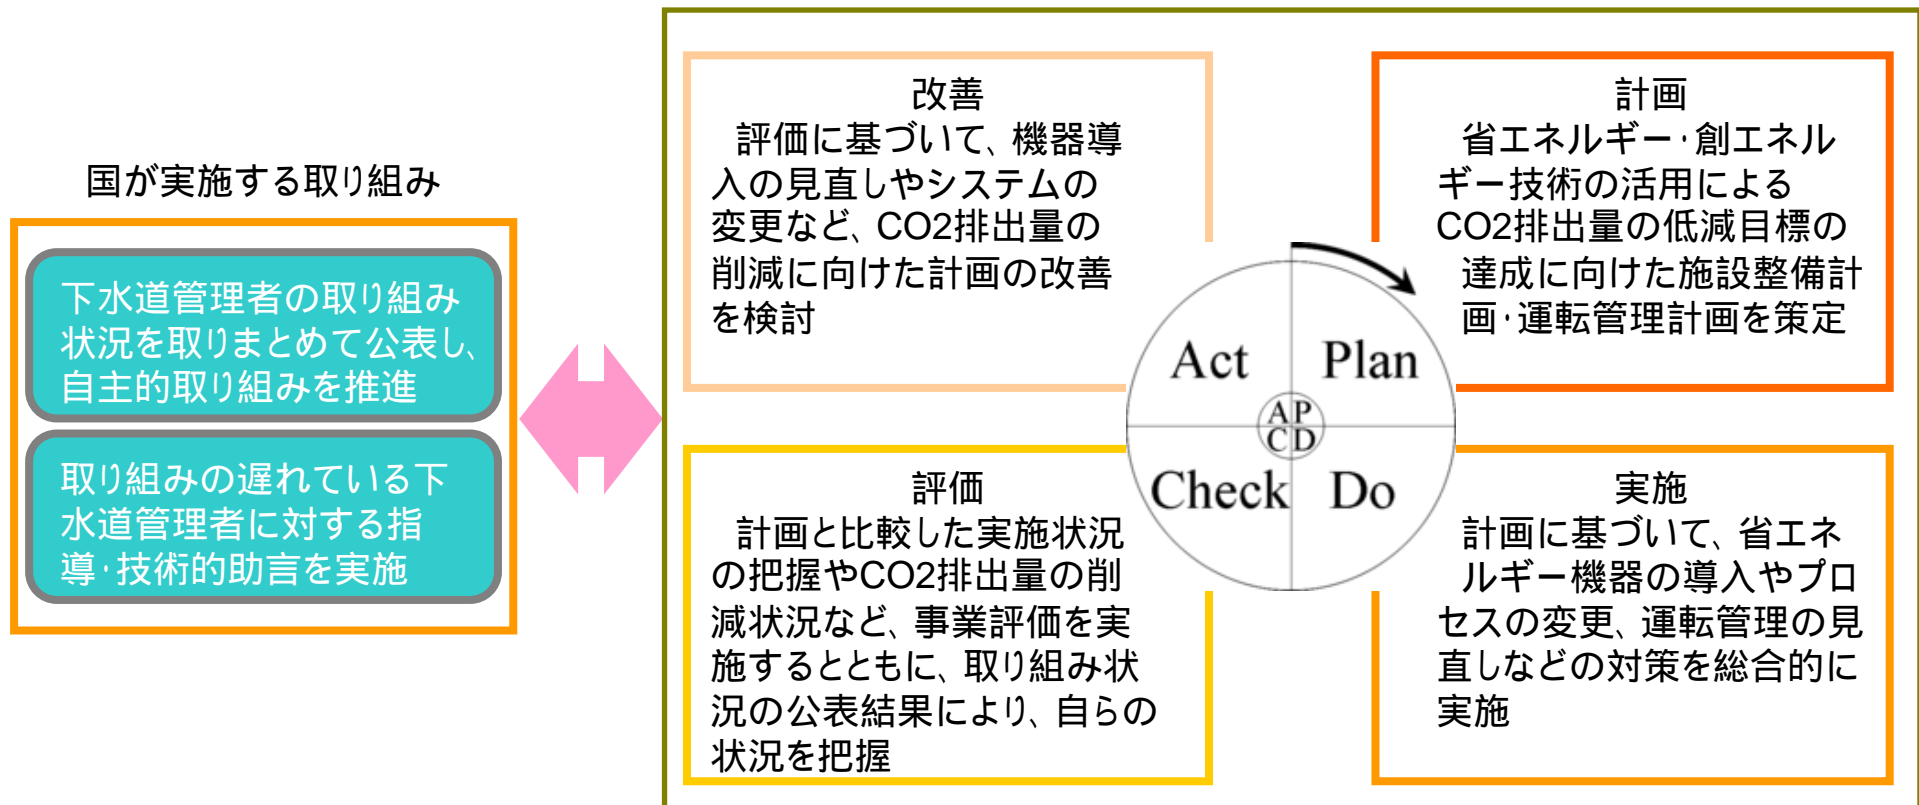 国が実施する取り組み
下水道管理者の取り組み
状況を取りまとめて公表し、
自主的取り組みを推進
取り組みの遅れている下
水道管理者に対する指
導・技術的助言を実施
改善
評価に基づいて、機器導
入の見直しやシステムの
変更など、CO2排出量の
削減に向けた計画の改善
を検討
計画
省エネルギー・創エネル
ギー技術の活用による
CO2排出量の低減目標の
達成に向けた施設整備計
画・運転管理計画を策定
Act
Plan
A P
C D
Check
Do
評価
計画と比較した実施状況
の把握やCO2排出量の削
減状況など、事業評価を実
施するとともに、取り組み状
況の公表結果により、自らの
状況を把握
実施
計画に基づいて、省エネ
ルギー機器の導入やプロ
セスの変更、運転管理の見
直しなどの対策を総合的に
実施